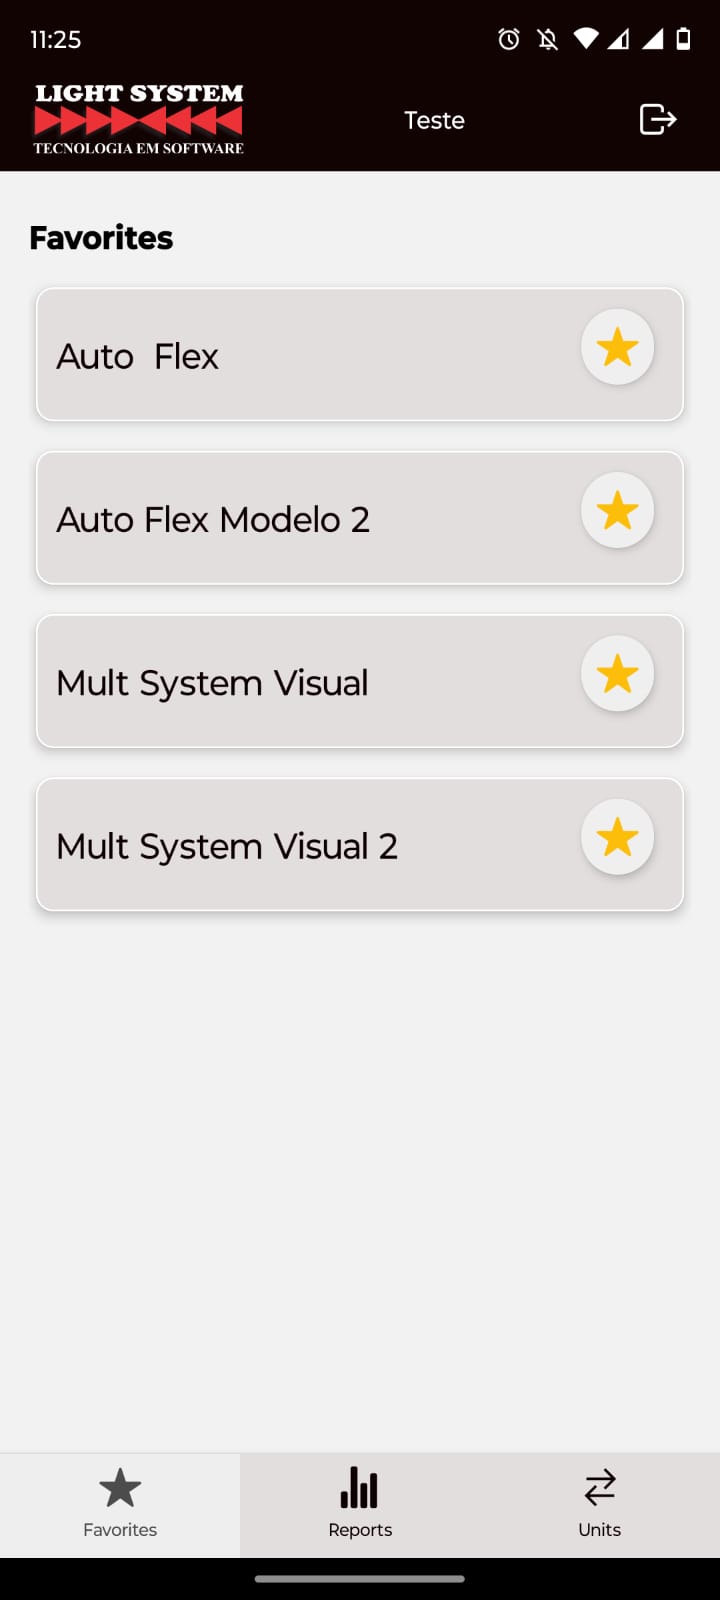 11:25
LIGHT SYSTEM
TECNOLOGIA EM SOFTWARE
Teste
Favorites
Auto  Flex
Auto Flex Modelo 2
Mult System Visual
Mult System Visual 2
Favorites
Reports
Units